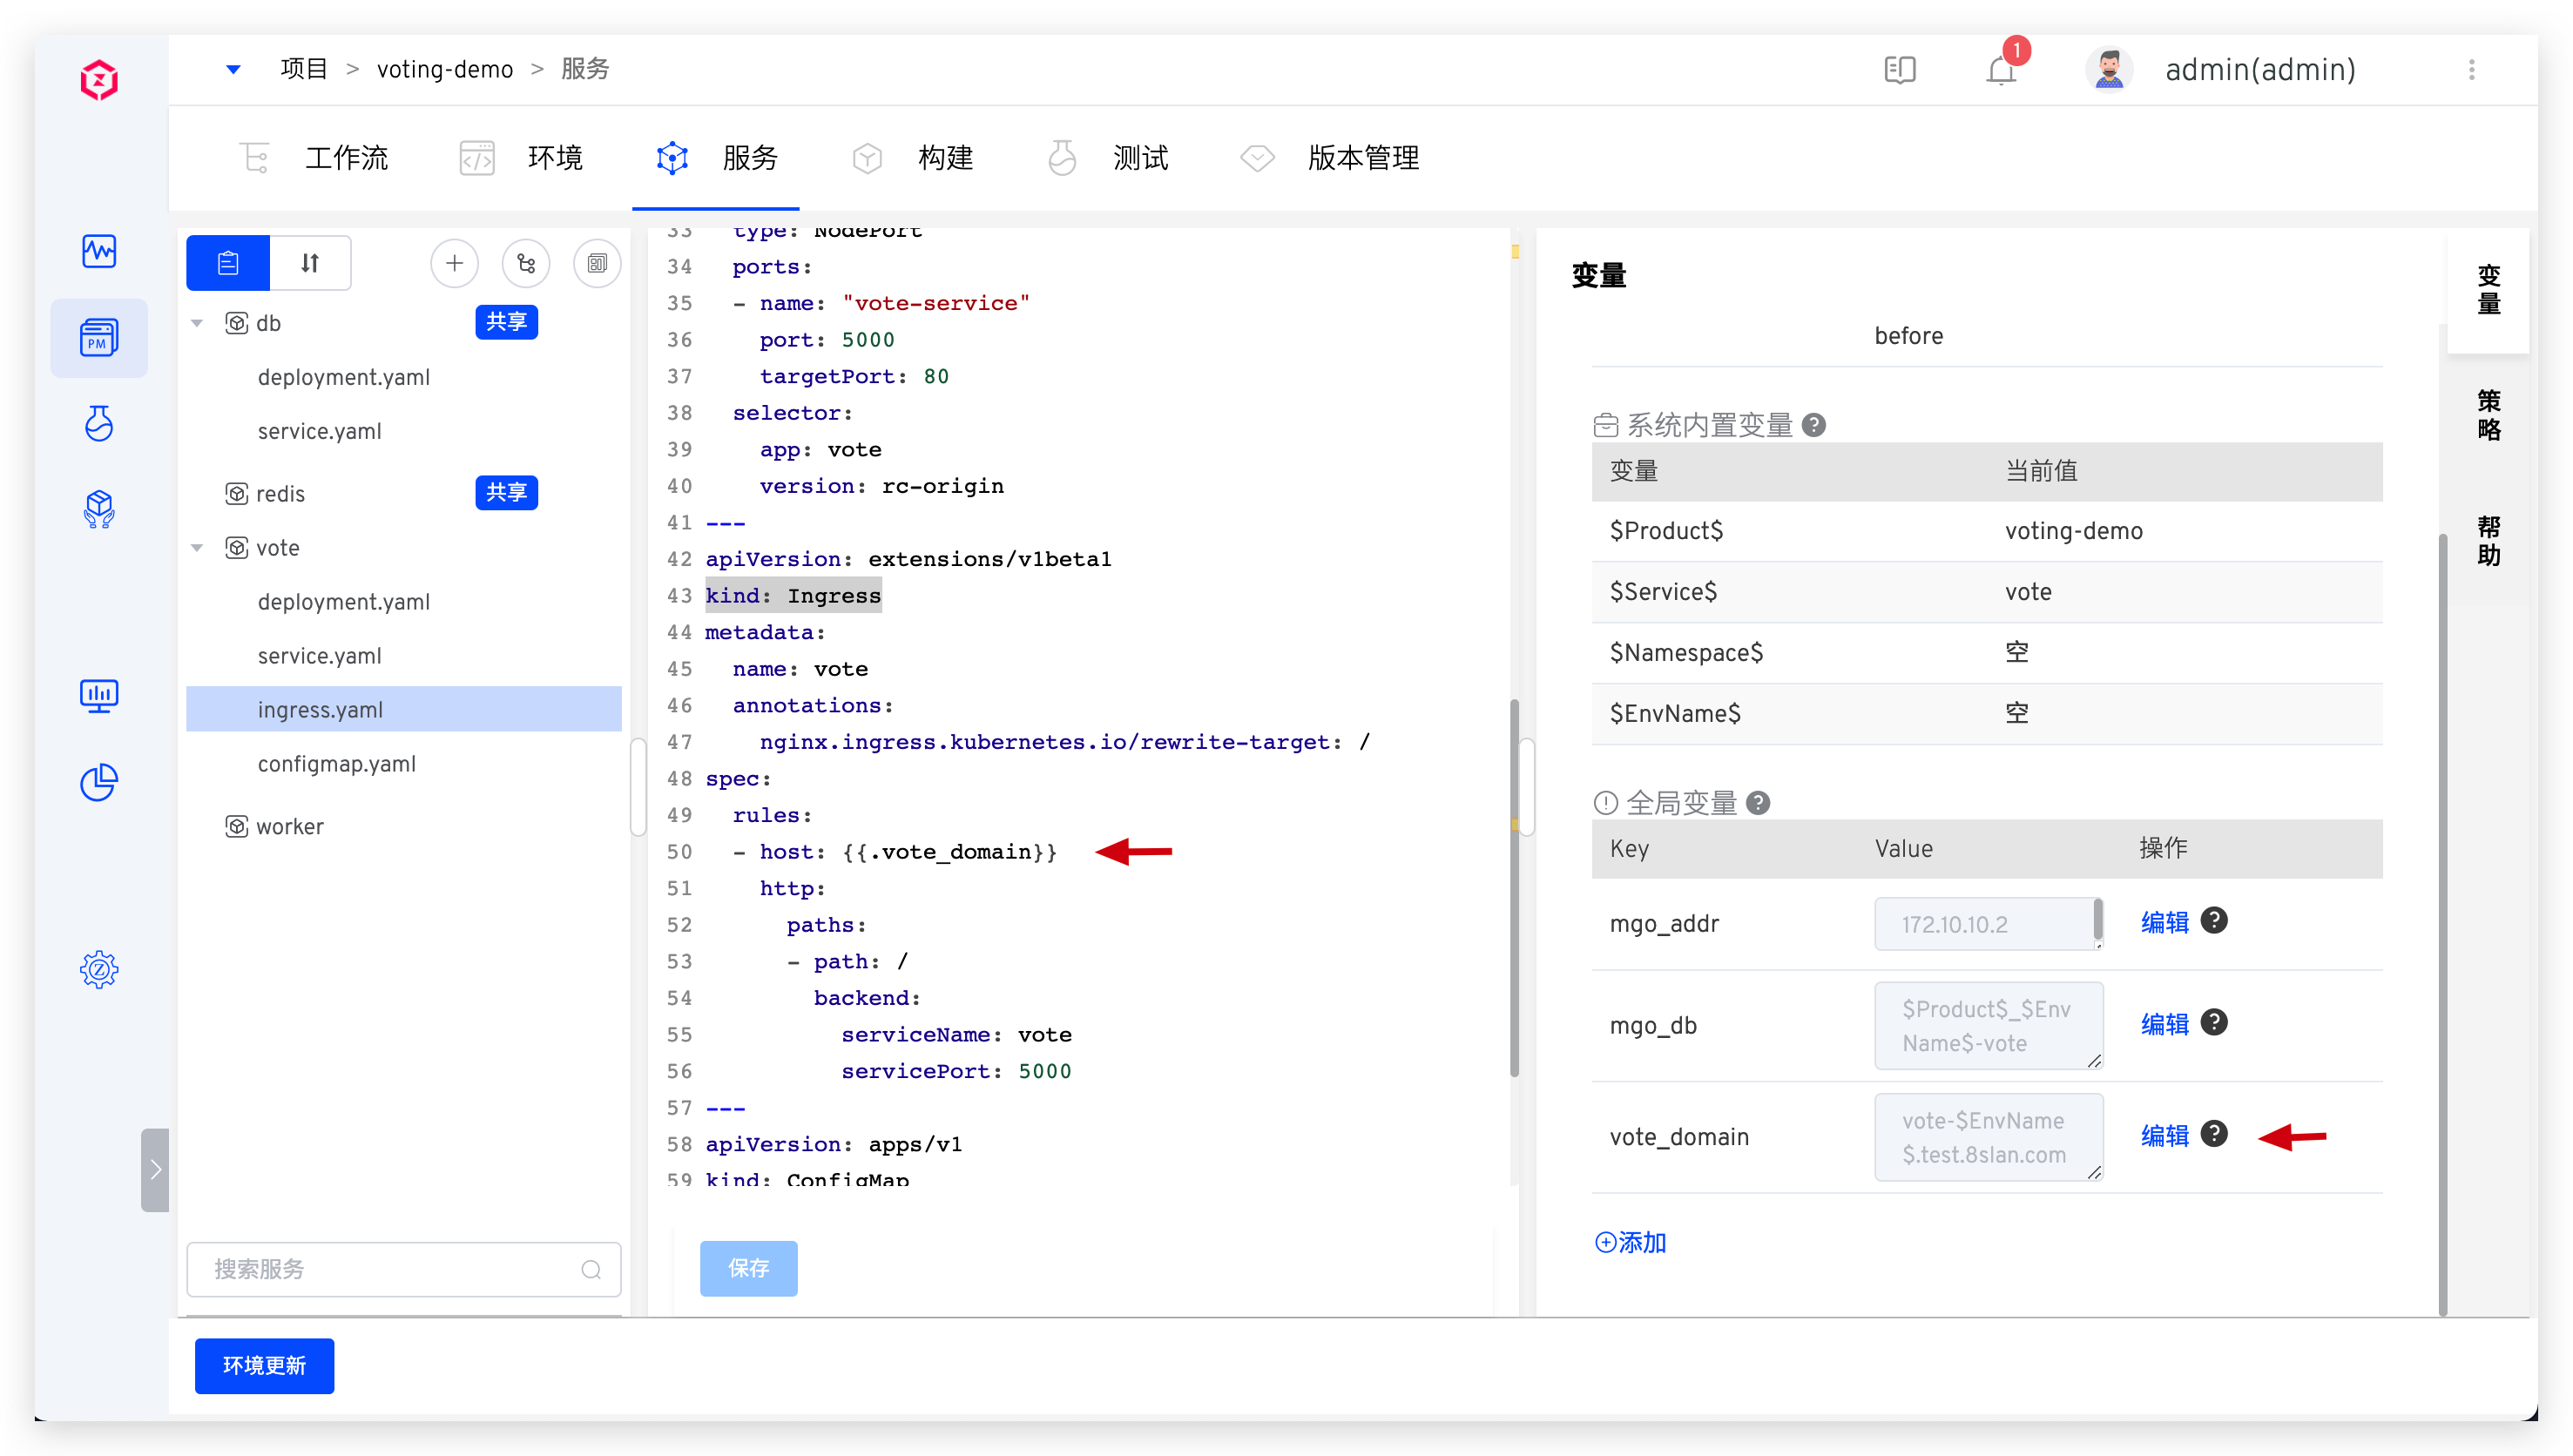 项目 > voting-demo > 服务
1
admin(admin)
工作流
环境
服务
构建
测试
版本管理
PM
db
共享
deployment.yaml
service.yaml
redis
共享
vote
deployment.yaml
service.yaml
ingress.yaml
configmap.yaml
worker
搜索服务
33 type: NodePort
34 ports:
35 - name: "vote-service"
36 port: 5000
37 targetPort: 80
38 selector:
39 app: vote
40 version: rc-origin
41 ---
42 apiVersion: extensions/v1beta1
43 kind: Ingress
44 metadata:
45 name: vote
46 annotations:
47 nginx.ingress.kubernetes.io/rewrite-target: /
48 spec:
49 rules:
50 - host: {{.vote_domain}}
51 http:
52 paths:
53 - path: /
54 backend:
55 serviceName: vote
56 servicePort: 5000
57 ---
58 apiVersion: apps/v1
59 kind: ConfigMap
保存
变量
before
系统内置变量 ?
变量 当前值
$Product$ voting-demo
$Service$ vote
$Namespace$ 空
$EnvName$ 空
全局变量 ?
Key Value 操作
mgo_addr 172.10.10.2 编辑 ?
mgo_db $Product$_$Env
Name$-vote 编辑 ?
vote_domain vote-$EnvName
$.test.8slan.com 编辑 ?
添加
变量
策略
帮助
环境更新